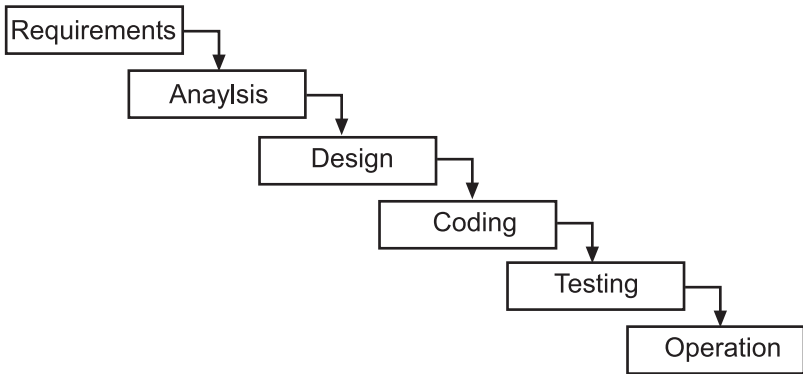 Requirements
Anaylsis
Design
Coding
Testing
Operation